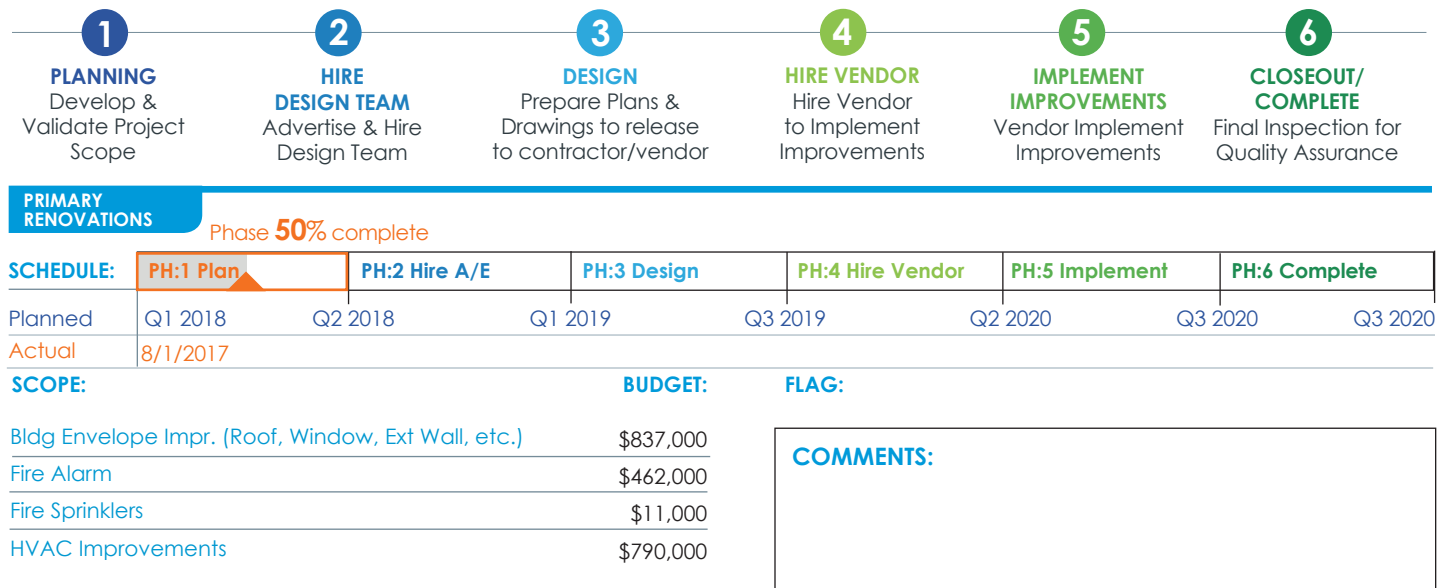 1 2 3 4 5 6
PLANNING
Develop &
Validate Project
Scope
HIRE
DESIGN TEAM
Advertise & Hire
Design Team
DESIGN
Prepare Plans &
Drawings to release
to contractor/vendor
HIRE VENDOR
Hire Vendor
to Implement
Improvements
IMPLEMENT
IMPROVEMENTS
Vendor Implement
Improvements
CLOSEOUT/
COMPLETE
Final Inspection for
Quality Assurance
PRIMARY
RENOVATIONS
Phase 50% complete
SCHEDULE: PH:1 Plan PH:2 Hire A/E PH:3 Design PH:4 Hire Vendor PH:5 Implement PH:6 Complete
Planned Q1 2018 Q2 2018 Q1 2019 Q3 2019 Q2 2020 Q3 2020 Q3 2020
Actual 8/1/2017
SCOPE: BUDGET: FLAG:
Bldg Envelope Impr. (Roof, Window, Ext Wall, etc.) $837,000
Fire Alarm $462,000
Fire Sprinklers $11,000
HVAC Improvements $790,000
COMMENTS: